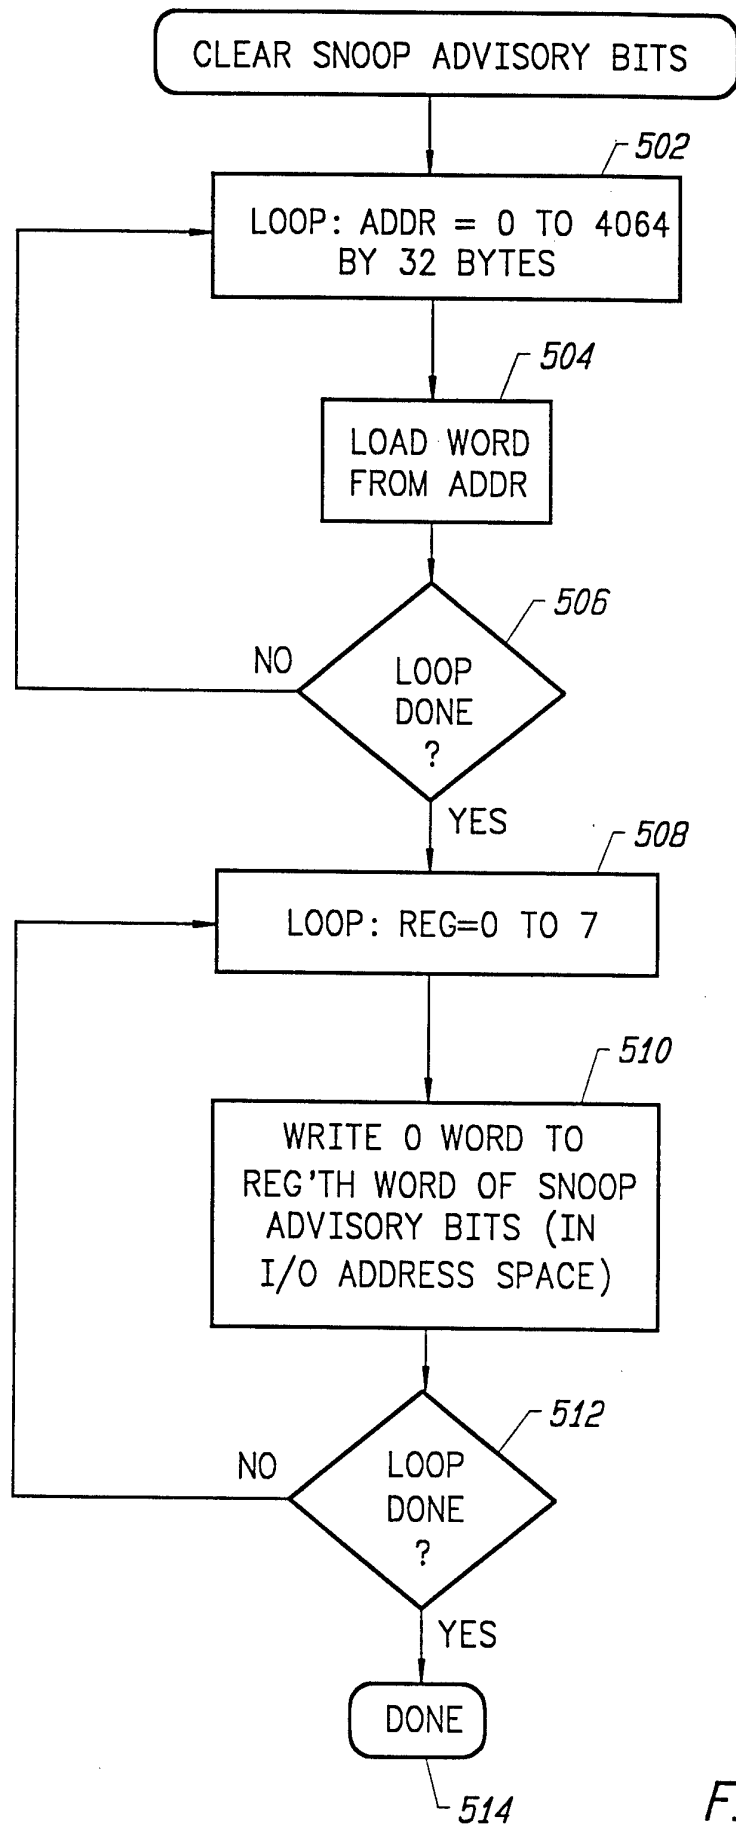 CLEAR SNOOP ADVISORY BITS
502
LOOP: ADDR = 0 TO 4064
BY 32 BYTES
504
LOAD WORD
FROM ADDR
506
NO
LOOP
DONE
?
YES
508
LOOP: REG=0 TO 7
510
WRITE 0 WORD TO
REG'TH WORD OF SNOOP
ADVISORY BITS (IN
I/O ADDRESS SPACE)
512
NO
LOOP
DONE
?
YES
DONE
514